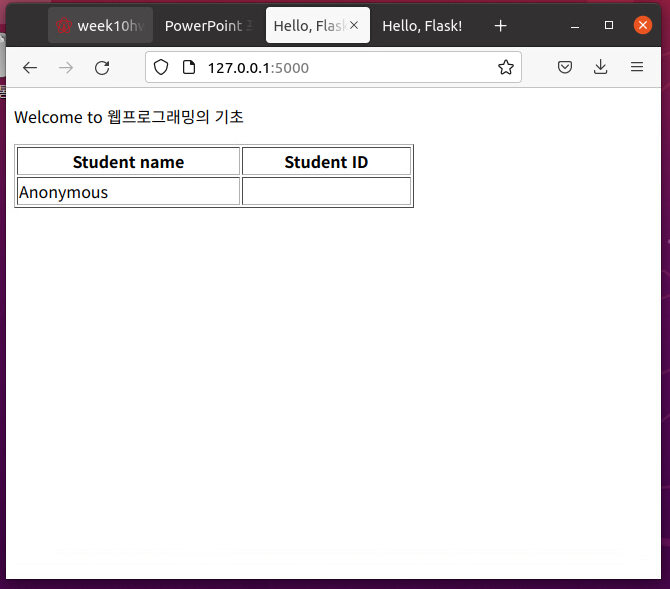 week10hw
PowerPoint
Hello, Flask
Hello, Flask!
127.0.0.1:5000
Welcome to 웹프로그래밍의 기초
Student name Student ID
Anonymous